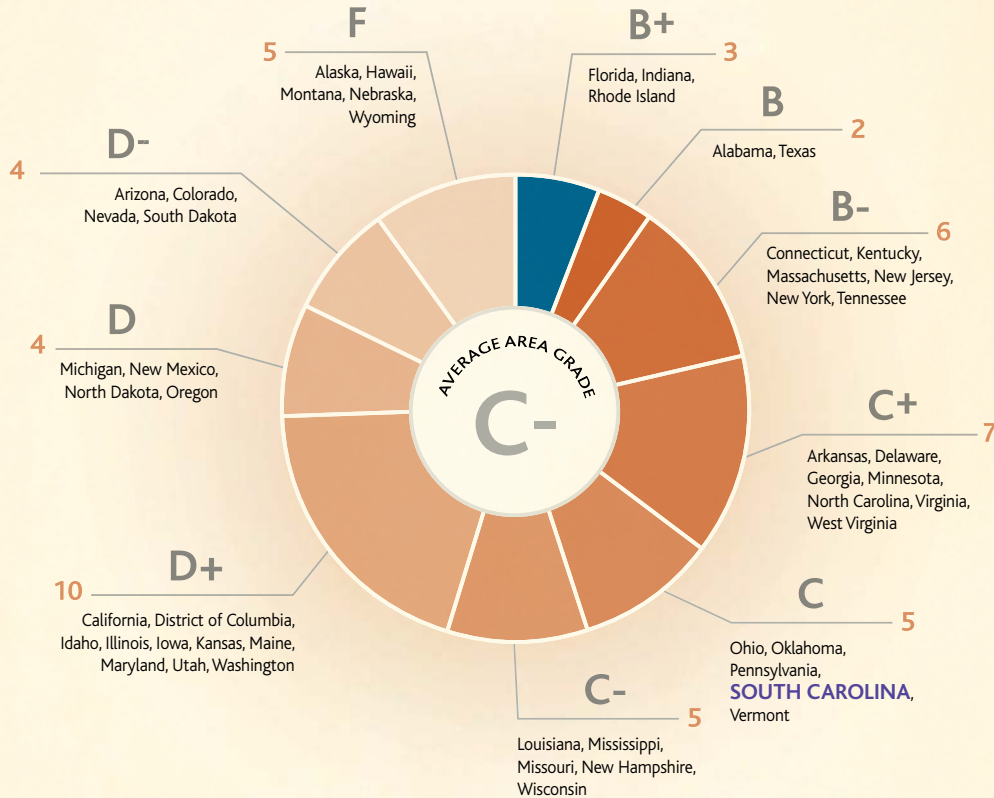 F
5
Alaska, Hawaii,
Montana, Nebraska,
Wyoming
B+
3
Florida, Indiana,
Rhode Island
B
2
Alabama, Texas
B-
6
Connecticut, Kentucky,
Massachusetts, New Jersey,
New York, Tennessee
C+
7
Arkansas, Delaware,
Georgia, Minnesota,
North Carolina, Virginia,
West Virginia
C
5
Ohio, Oklahoma,
Pennsylvania,
SOUTH CAROLINA,
Vermont
C-
5
Louisiana, Mississippi,
Missouri, New Hampshire,
Wisconsin
D+
10
California, District of Columbia,
Idaho, Illinois, Iowa, Kansas, Maine,
Maryland, Utah, Washington
D
4
Michigan, New Mexico,
North Dakota, Oregon
D-
4
Arizona, Colorado,
Nevada, South Dakota
AVERAGE AREA GRADE
C-